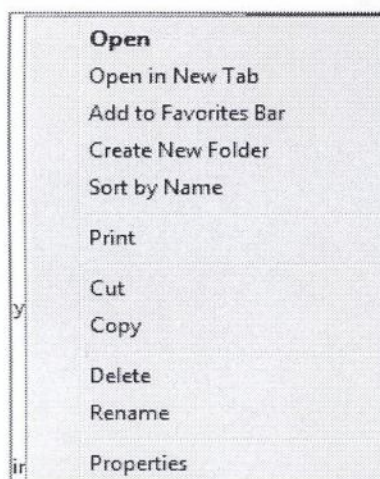 Open
Open in New Tab
Add to Favorites Bar
Create New Folder
Sort by Name
Print
Cut
Copy
Delete
Rename
Properties